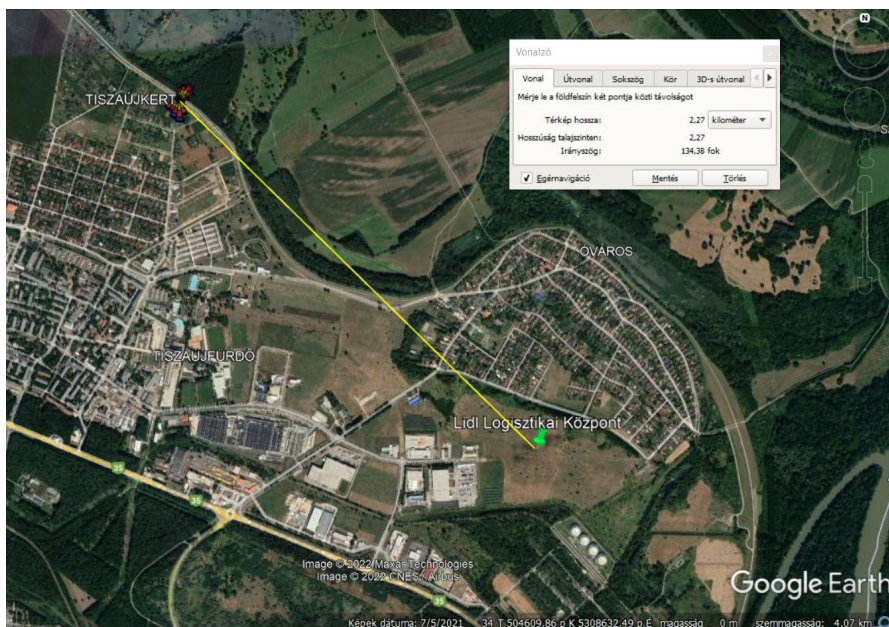 N
Vonalzó
Vonal Útvonal Sokszög Kör 3D-s útvonal
Mérje le a földfelszín két pontja közti távolságot
Térkép hossza: 2,27 kilométer
Hosszúság talajszinten: 2,27
Irányszög: 134,38 fok
Egérnavigáció Mentés Törlés
TISZAÚJKERT
ÓVÁROS
TISZAÚJFÜRDŐ
Lidl Logisztikai Központ
35
35
35
Image © 2022 Maxar Technologies
Image © 2022 CNES / Airbus
Google Earth
Képek dátuma: 7/5/2021 34 T 504609.86 p K 5308632.49 p É magasság 0 m szemmagasság: 4.07 km